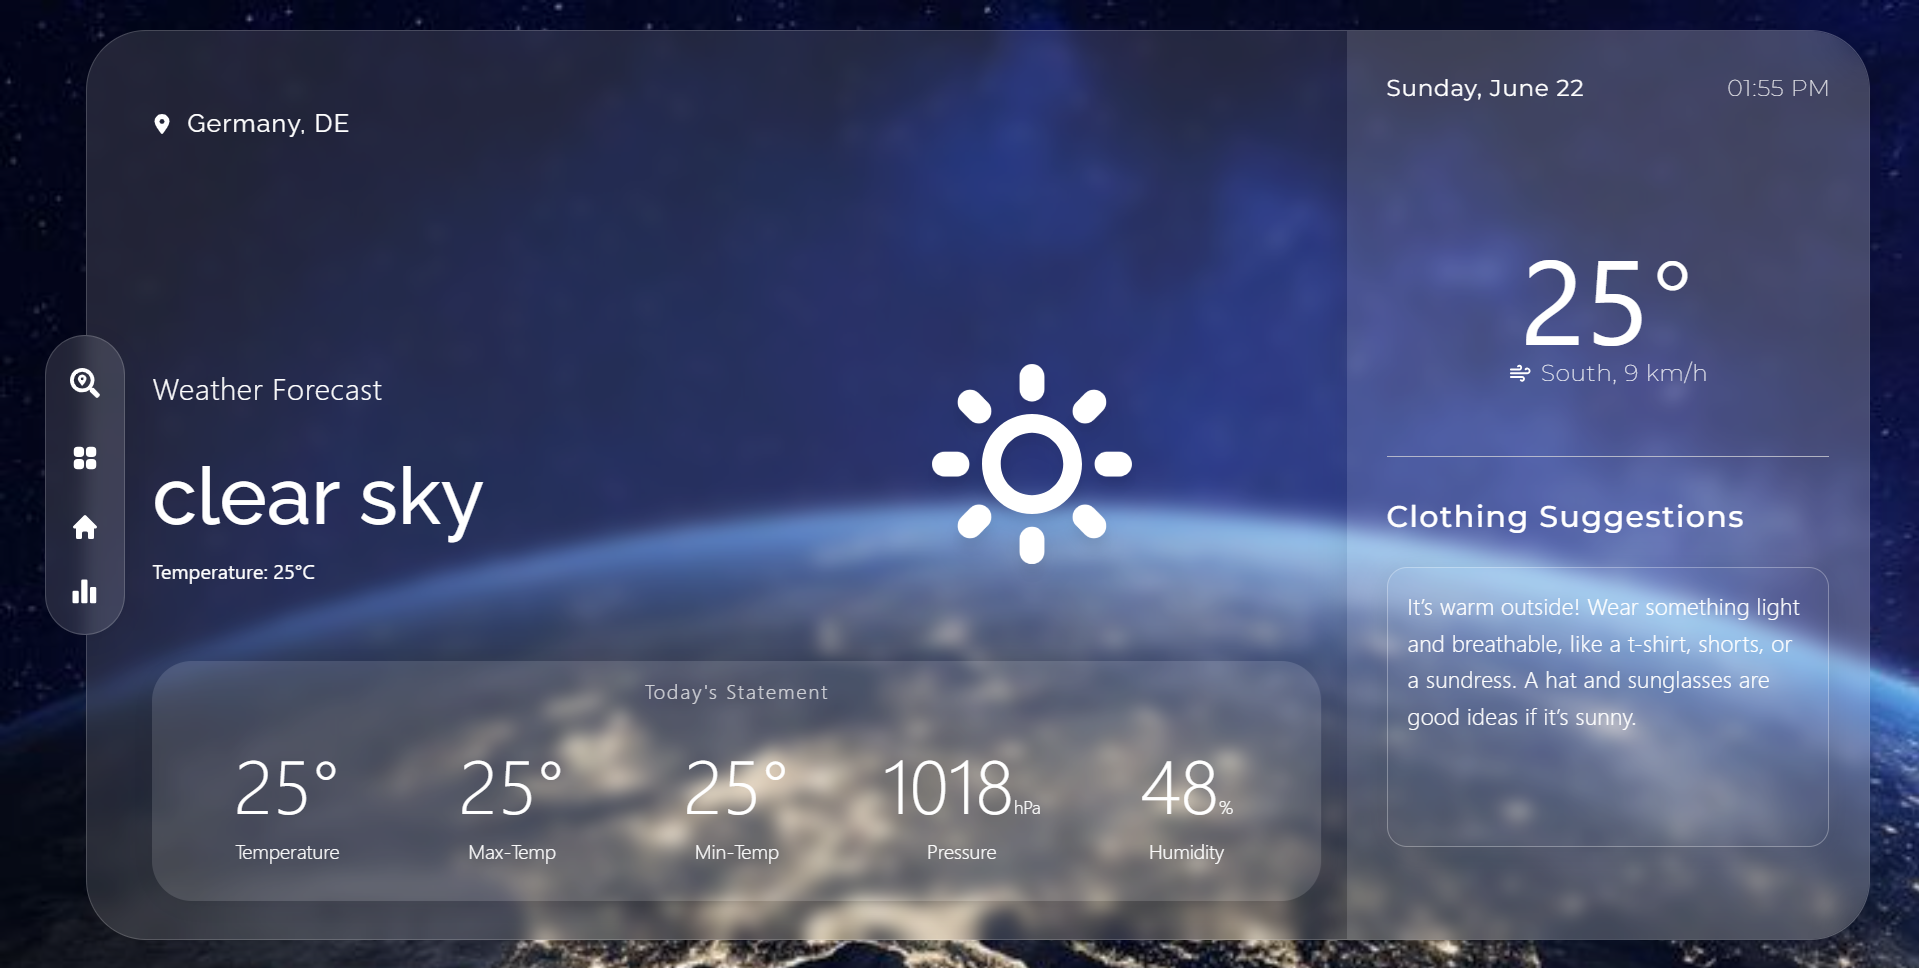 Germany, DE
Weather Forecast
clear sky
Temperature: 25°C
Today's Statement
25° 25° 25° 1018hPa 48%
Temperature Max-Temp Min-Temp Pressure Humidity
Sunday, June 22 01:55 PM
25°
South, 9 km/h
Clothing Suggestions
It’s warm outside! Wear something light
and breathable, like a t-shirt, shorts, or
a sundress. A hat and sunglasses are
good ideas if it’s sunny.